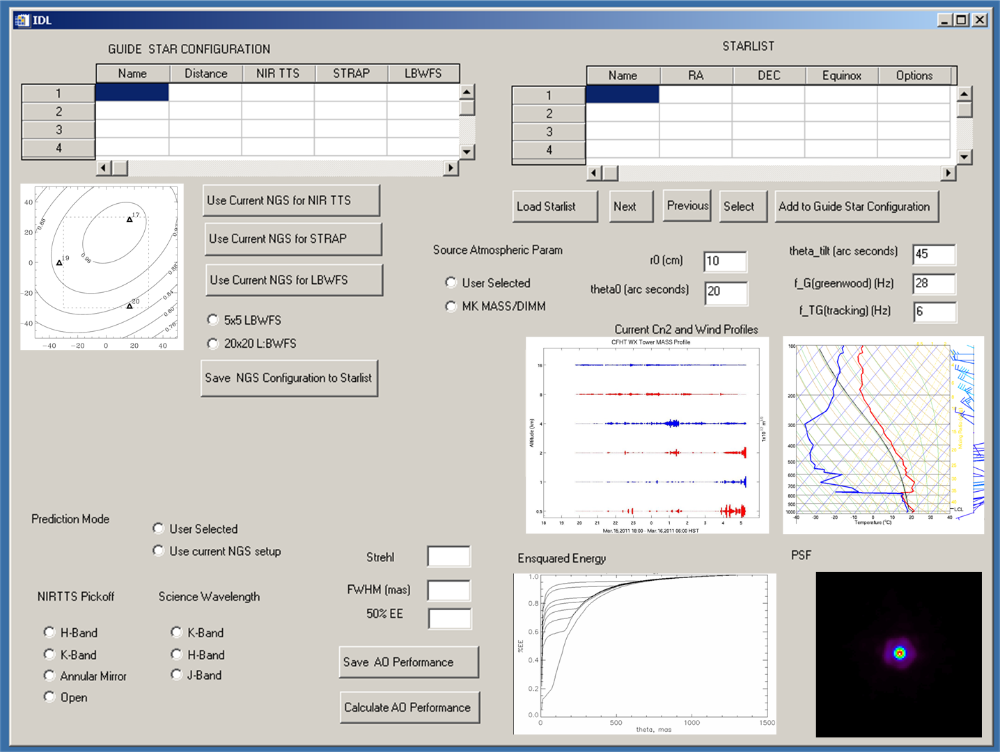 IDL
GUIDE STAR CONFIGURATION
Name Distance NIR TTS STRAP LBWFS
1
2
3
4
STARLIST
Name RA DEC Equinox Options
1
2
3
4
Load Starlist Next Previous Select Add to Guide Star Configuration
40
20
0
-20
-40
-40 -20 0 20 40
17
19
20
0.88
0.96
0.84
0.80
0.76
Use Current NGS for NIR TTS
Use Current NGS for STRAP
Use Current NGS for LBWFS
5x5 LBWFS
20x20 L:BWFS
Save NGS Configuration to Starlist
Source Atmospheric Param
User Selected
MK MASS/DIMM
r0 (cm) 10
theta0 (arc seconds) 20
theta_tilt (arc seconds) 45
f_G(greenwood) (Hz) 28
f_TG(tracking) (Hz) 6
Current Cn2 and Wind Profiles
CFHT WX Tower MASS Profile
Altitude (km)
16
8
4
2
1
0.5
18 19 20 21 22 23 0 1 2 3 4 5
Mar.15,2011 18:00 - Mar.16,2011 06:00 HST
100
200
300
400
500
600
700
800
1000
-40 -30 -20 -10 0 10 20 30 40
Temperature (°C)
LCL
Prediction Mode
User Selected
Use current NGS setup
NIRTTS Pickoff
H-Band
K-Band
Annular Mirror
Open
Science Wavelength
K-Band
H-Band
J-Band
Strehl
FWHM (mas)
50% EE
Save AO Performance
Calculate AO Performance
Ensquared Energy
%EE
1.0
0.8
0.6
0.4
0.2
0.0
0 500 1000 1500
theta, mas
PSF